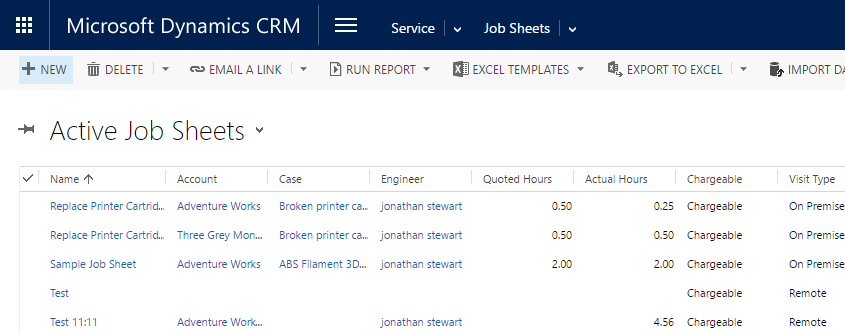 Microsoft Dynamics CRM Service Job Sheets
NEW DELETE EMAIL A LINK RUN REPORT EXCEL TEMPLATES EXPORT TO EXCEL IMPORT DA
Active Job Sheets
Name Account Case Engineer Quoted Hours Actual Hours Chargeable Visit Type
Replace Printer Cartrid... Adventure Works Broken printer ca... jonathan stewart 0.50 0.25 Chargeable On Premise
Replace Printer Cartrid... Three Grey Mon... Broken printer ca... jonathan stewart 0.50 0.50 Chargeable On Premise
Sample Job Sheet Adventure Works ABS Filament 3D... jonathan stewart 2.00 2.00 Chargeable On Premise
Test Chargeable Remote
Test 11:11 Adventure Work... jonathan stewart 4.56 Chargeable Remote